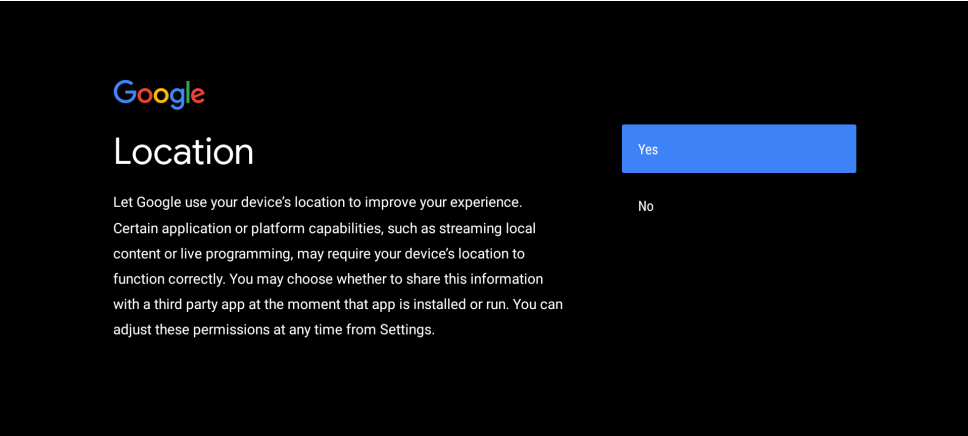 Google
Location
Let Google use your device’s location to improve your experience.
Certain application or platform capabilities, such as streaming local
content or live programming, may require your device’s location to
function correctly. You may choose whether to share this information
with a third party app at the moment that app is installed or run. You can
adjust these permissions at any time from Settings.
Yes
No